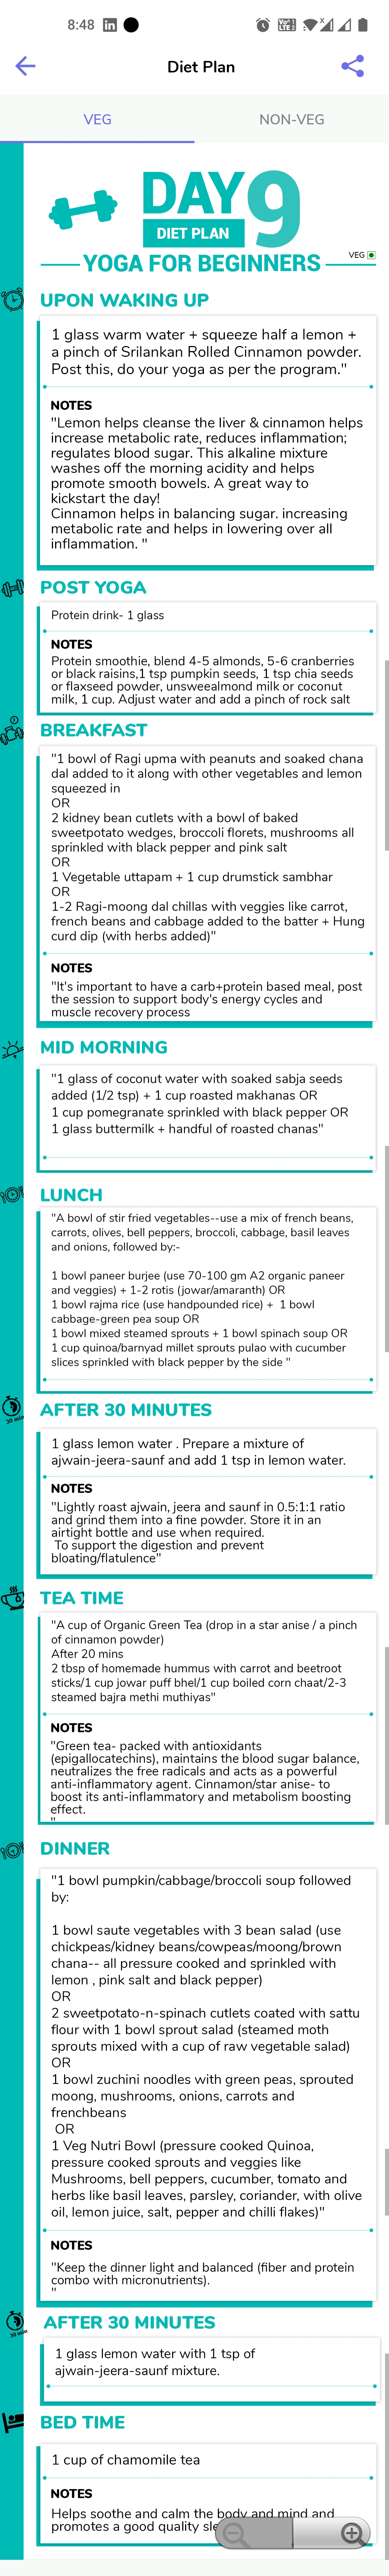 8:48
Diet Plan
VEG NON-VEG
DAY 9
DIET PLAN
VEG
YOGA FOR BEGINNERS
UPON WAKING UP
1 glass warm water + squeeze half a lemon +
a pinch of Srilankan Rolled Cinnamon powder.
Post this, do your yoga as per the program."
NOTES
"Lemon helps cleanse the liver & cinnamon helps
increase metabolic rate, reduces inflammation;
regulates blood sugar. This alkaline mixture
washes off the morning acidity and helps
promote smooth bowels. A great way to
kickstart the day!
Cinnamon helps in balancing sugar. increasing
metabolic rate and helps in lowering over all
inflammation. "
POST YOGA
Protein drink- 1 glass
NOTES
Protein smoothie, blend 4-5 almonds, 5-6 cranberries
or black raisins,1 tsp pumpkin seeds, 1 tsp chia seeds
or flaxseed powder, unsweealmond milk or coconut
milk, 1 cup. Adjust water and add a pinch of rock salt
BREAKFAST
"1 bowl of Ragi upma with peanuts and soaked chana
dal added to it along with other vegetables and lemon
squeezed in
OR
2 kidney bean cutlets with a bowl of baked
sweetpotato wedges, broccoli florets, mushrooms all
sprinkled with black pepper and pink salt
OR
1 Vegetable uttapam + 1 cup drumstick sambhar
OR
1-2 Ragi-moong dal chillas with veggies like carrot,
french beans and cabbage added to the batter + Hung
curd dip (with herbs added)"
NOTES
"It's important to have a carb+protein based meal, post
the session to support body's energy cycles and
muscle recovery process
MID MORNING
"1 glass of coconut water with soaked sabja seeds
added (1/2 tsp) + 1 cup roasted makhanas OR
1 cup pomegranate sprinkled with black pepper OR
1 glass buttermilk + handful of roasted chanas"
LUNCH
"A bowl of stir fried vegetables--use a mix of french beans,
carrots, olives, bell peppers, broccoli, cabbage, basil leaves
and onions, followed by:-
1 bowl paneer burjee (use 70-100 gm A2 organic paneer
and veggies) + 1-2 rotis (jowar/amaranth) OR
1 bowl rajma rice (use handpounded rice) + 1 bowl
cabbage-green pea soup OR
1 bowl mixed steamed sprouts + 1 bowl spinach soup OR
1 cup quinoa/barnyad millet sprouts pulao with cucumber
slices sprinkled with black pepper by the side "
30 min
AFTER 30 MINUTES
1 glass lemon water . Prepare a mixture of
ajwain-jeera-saunf and add 1 tsp in lemon water.
NOTES
"Lightly roast ajwain, jeera and saunf in 0.5:1:1 ratio
and grind them into a fine powder. Store it in an
airtight bottle and use when required.
To support the digestion and prevent
bloating/flatulence"
TEA TIME
"A cup of Organic Green Tea (drop in a star anise / a pinch
of cinnamon powder)
After 20 mins
2 tbsp of homemade hummus with carrot and beetroot
sticks/1 cup jowar puff bhel/1 cup boiled corn chaat/2-3
steamed bajra methi muthiyas"
NOTES
"Green tea- packed with antioxidants
(epigallocatechins), maintains the blood sugar balance,
neutralizes the free radicals and acts as a powerful
anti-inflammatory agent. Cinnamon/star anise- to
boost its anti-inflammatory and metabolism boosting
effect.
"
DINNER
"1 bowl pumpkin/cabbage/broccoli soup followed
by:
1 bowl saute vegetables with 3 bean salad (use
chickpeas/kidney beans/cowpeas/moong/brown
chana-- all pressure cooked and sprinkled with
lemon , pink salt and black pepper)
OR
2 sweetpotato-n-spinach cutlets coated with sattu
flour with 1 bowl sprout salad (steamed moth
sprouts mixed with a cup of raw vegetable salad)
OR
1 bowl zuchini noodles with green peas, sprouted
moong, mushrooms, onions, carrots and
frenchbeans
OR
1 Veg Nutri Bowl (pressure cooked Quinoa,
pressure cooked sprouts and veggies like
Mushrooms, bell peppers, cucumber, tomato and
herbs like basil leaves, parsley, coriander, with olive
oil, lemon juice, salt, pepper and chilli flakes)"
NOTES
"Keep the dinner light and balanced (fiber and protein
combo with micronutrients).
"
30 min
AFTER 30 MINUTES
1 glass lemon water with 1 tsp of
ajwain-jeera-saunf mixture.
BED TIME
1 cup of chamomile tea
NOTES
Helps soothe and calm the body and mind and
promotes a good quality